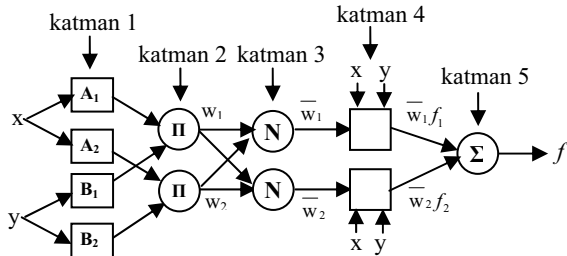 katman 1
katman 2
katman 3
katman 4
katman 5
x y
A₁
A₂
B₁
B₂
x
y
Π
Π
w₁
w₂
N
N
w̅₁
w̅₂
w̅₁f₁
w̅₂f₂
Σ
f
x y